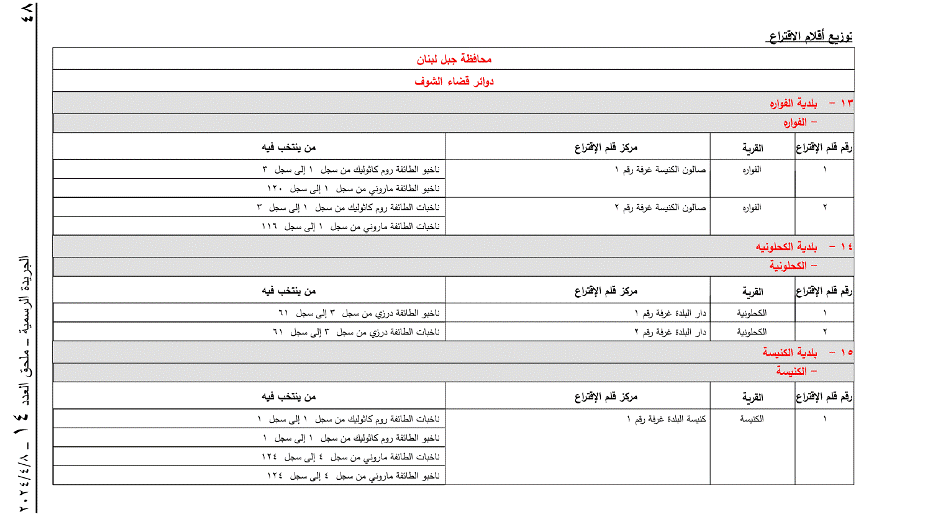 ٤٨
توزيع أقلام الاقتراع
محافظة جبل لبنان
دوائر قضاء الشوف
١٣ - بلدية الفواره
- الفواره
رقم قلم الإقتراع القرية مركز قلم الإقتراع من ينتخب فيه
١ الفواره صالون الكنيسة غرفة رقم ١ ناخبو الطائفة روم كاثوليك من سجل ١ إلى سجل ٣
ناخبو الطائفة ماروني من سجل ١ إلى سجل ١٢٠
٢ الفواره صالون الكنيسة غرفة رقم ٢ ناخبات الطائفة روم كاثوليك من سجل ١ إلى سجل ٣
ناخبات الطائفة ماروني من سجل ١ إلى سجل ١١٦
١٤ - بلدية الكحلونيه
- الكحلونية
رقم قلم الإقتراع القرية مركز قلم الإقتراع من ينتخب فيه
١ الكحلونية دار البلدة غرفة رقم ١ ناخبو الطائفة درزي من سجل ٣ إلى سجل ٦١
٢ الكحلونية دار البلدة غرفة رقم ٢ ناخبات الطائفة درزي من سجل ٣ إلى سجل ٦١
١٥ - بلدية الكنيسة
- الكنيسة
رقم قلم الإقتراع القرية مركز قلم الإقتراع من ينتخب فيه
١ الكنيسة كنيسة البلدة غرفة رقم ١ ناخبات الطائفة روم كاثوليك من سجل ١ إلى سجل ١
ناخبو الطائفة روم كاثوليك من سجل ١ إلى سجل ١
ناخبات الطائفة ماروني من سجل ٤ إلى سجل ١٢٤
ناخبو الطائفة ماروني من سجل ٤ إلى سجل ١٢٤
الجريدة الرسمية – ملحق العدد ١٤ – ٢٠٢٤/٤/٨